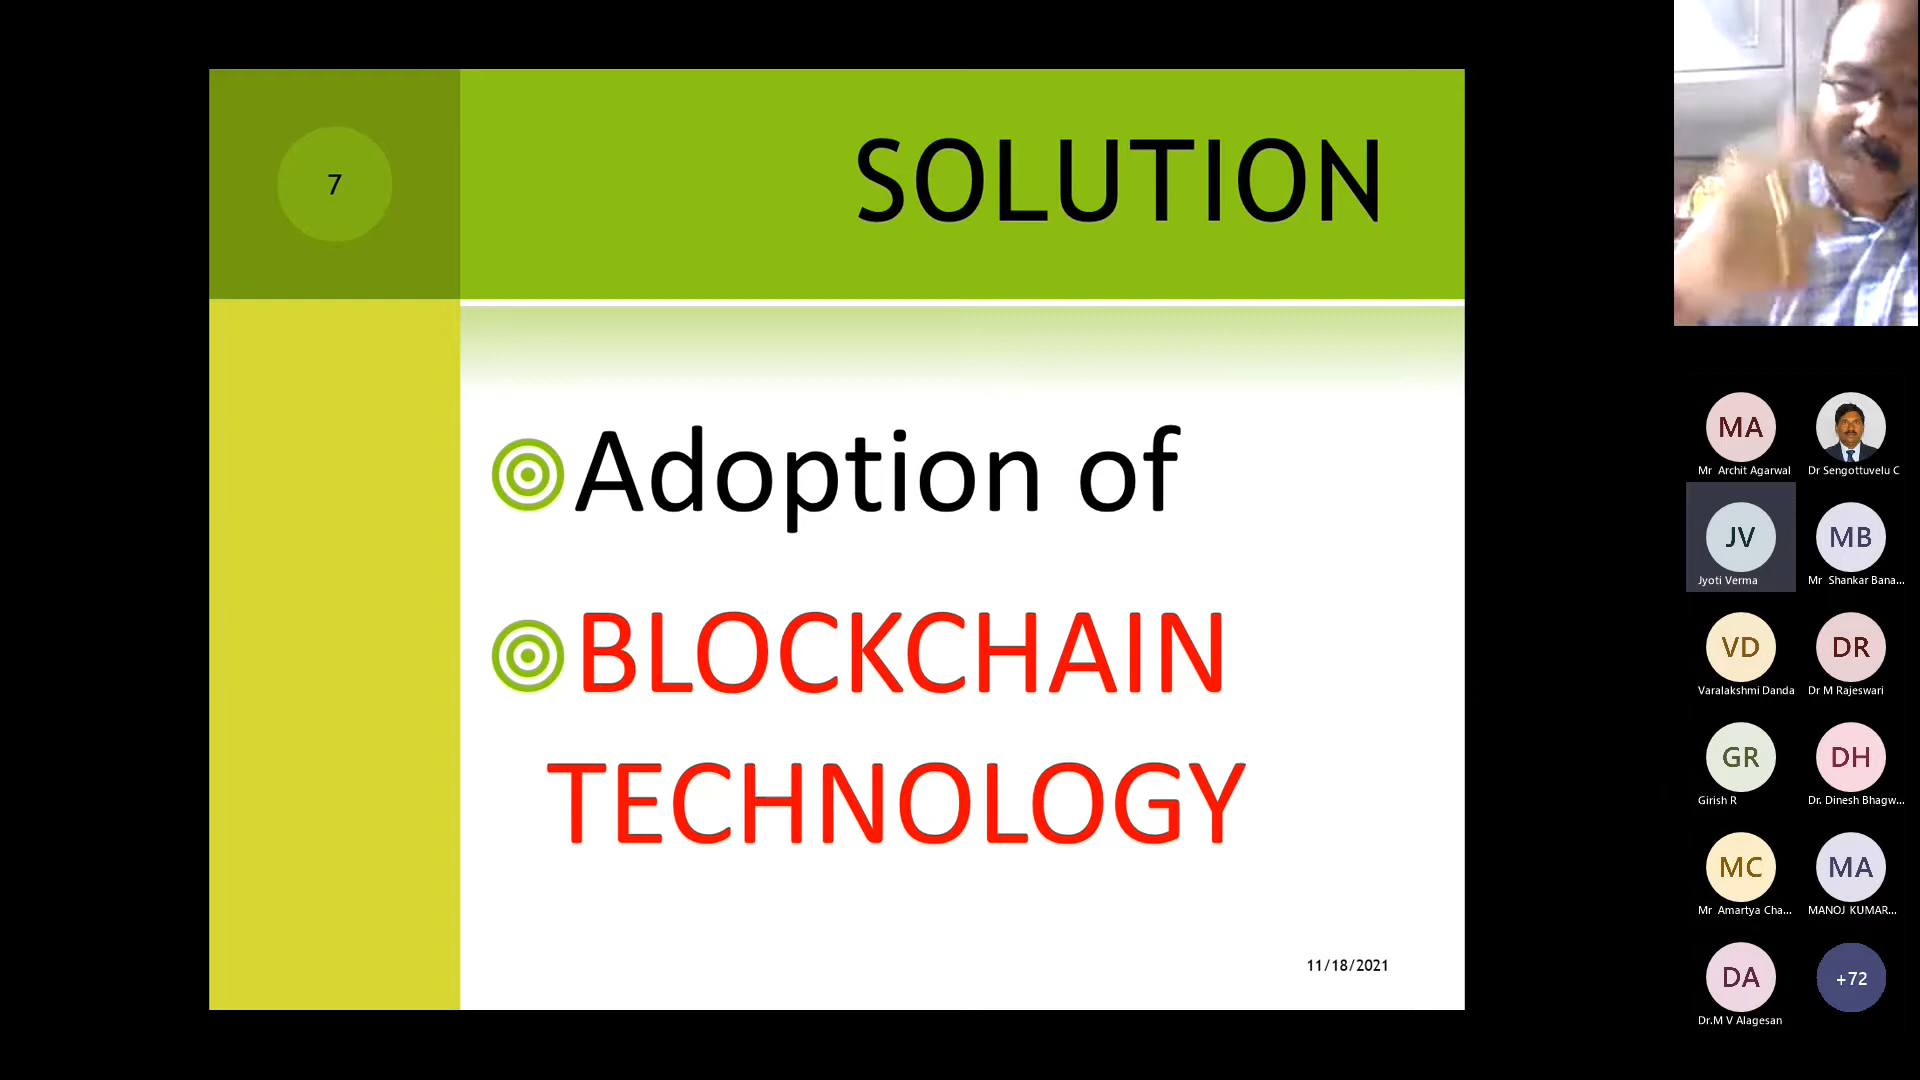 7
SOLUTION
Adoption of
BLOCKCHAIN
TECHNOLOGY
11/18/2021
MA
Mr Archit Agarwal
Dr Sengottuvelu C
JV
Jyoti Verma
MB
Mr Shankar Bana...
VD
Varalakshmi Danda
DR
Dr M Rajeswari
GR
Girish R
DH
Dr. Dinesh Bhagw...
MC
Mr Amartya Cha...
MA
MANOJ KUMAR...
DA
Dr.M V Alagesan
+72